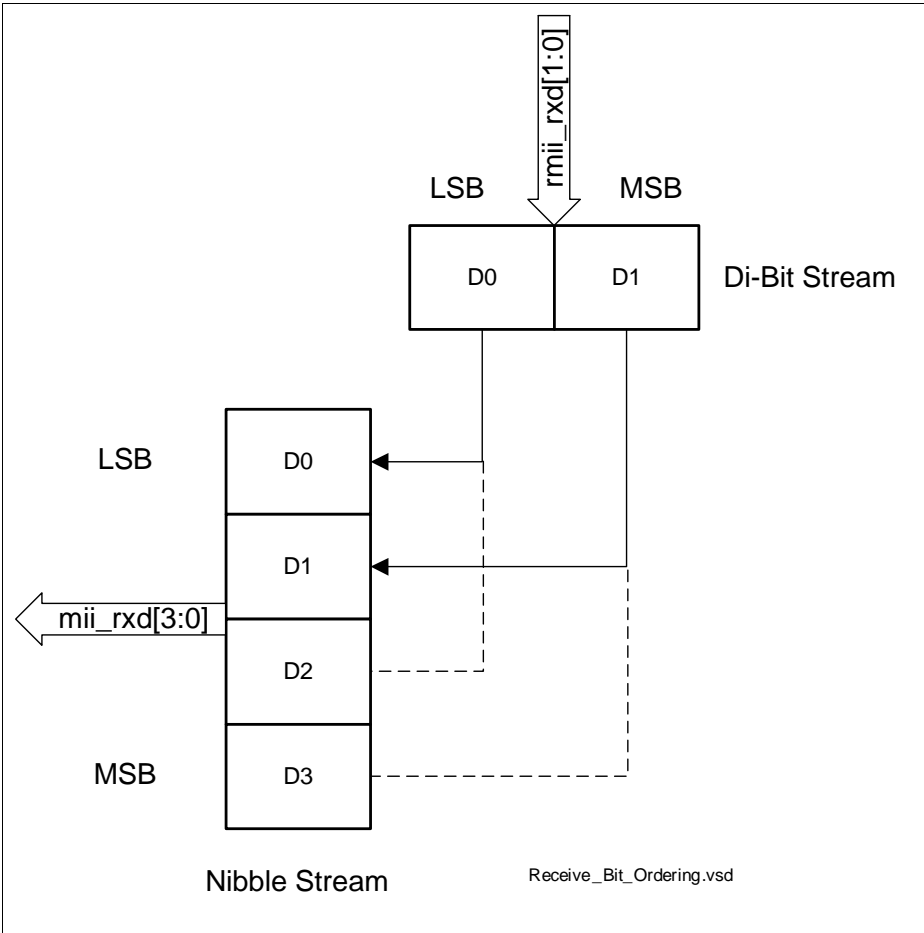 rmii_rxd[1:0]
LSB MSB
D0 D1 Di-Bit Stream
LSB D0
D1
mii_rxd[3:0]
D2
MSB D3
Nibble Stream
Receive_Bit_Ordering.vsd